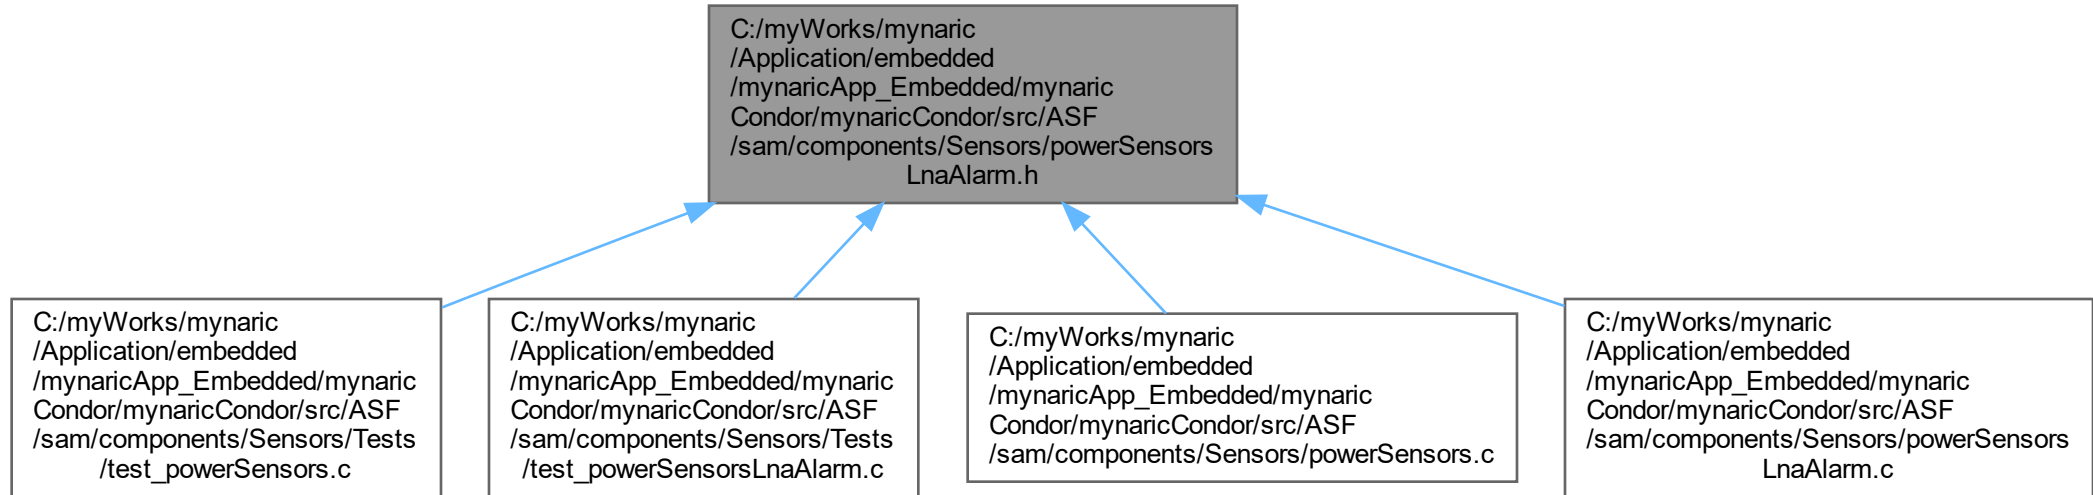 C:/myWorks/mynaric
/Application/embedded
/mynaricApp_Embedded/mynaric
Condor/mynaricCondor/src/ASF
/sam/components/Sensors/powerSensors
LnaAlarm.h
C:/myWorks/mynaric
/Application/embedded
/mynaricApp_Embedded/mynaric
Condor/mynaricCondor/src/ASF
/sam/components/Sensors/Tests
/test_powerSensors.c
C:/myWorks/mynaric
/Application/embedded
/mynaricApp_Embedded/mynaric
Condor/mynaricCondor/src/ASF
/sam/components/Sensors/Tests
/test_powerSensorsLnaAlarm.c
C:/myWorks/mynaric
/Application/embedded
/mynaricApp_Embedded/mynaric
Condor/mynaricCondor/src/ASF
/sam/components/Sensors/powerSensors.c
C:/myWorks/mynaric
/Application/embedded
/mynaricApp_Embedded/mynaric
Condor/mynaricCondor/src/ASF
/sam/components/Sensors/powerSensors
LnaAlarm.c